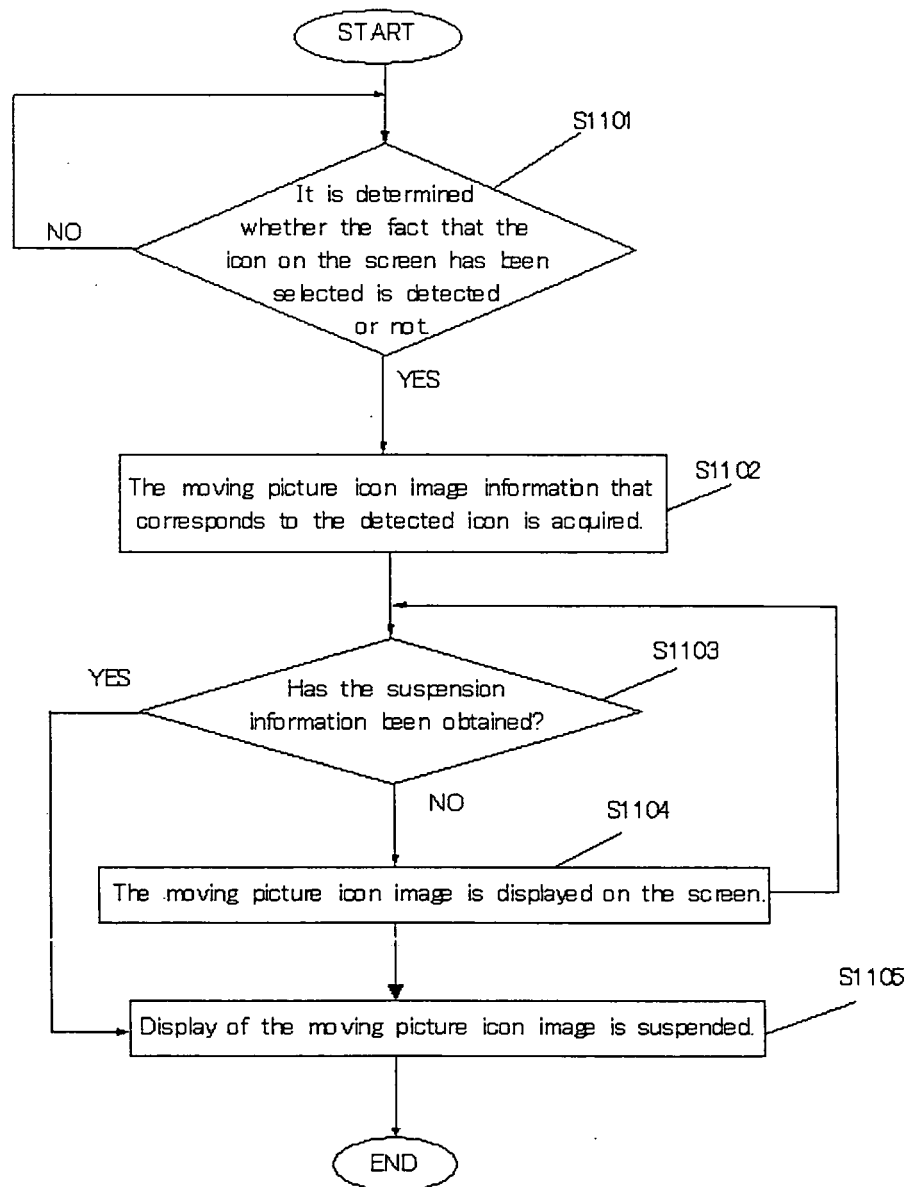 START
S1101
It is determined
whether the fact that the
icon on the screen has been
selected is detected
or not.
NO
YES
S1102
The moving picture icon image information that
corresponds to the detected icon is acquired.
S1103
YES
Has the suspension
information been obtained?
NO
S1104
The moving picture icon image is displayed on the screen.
S1105
Display of the moving picture icon image is suspended.
END